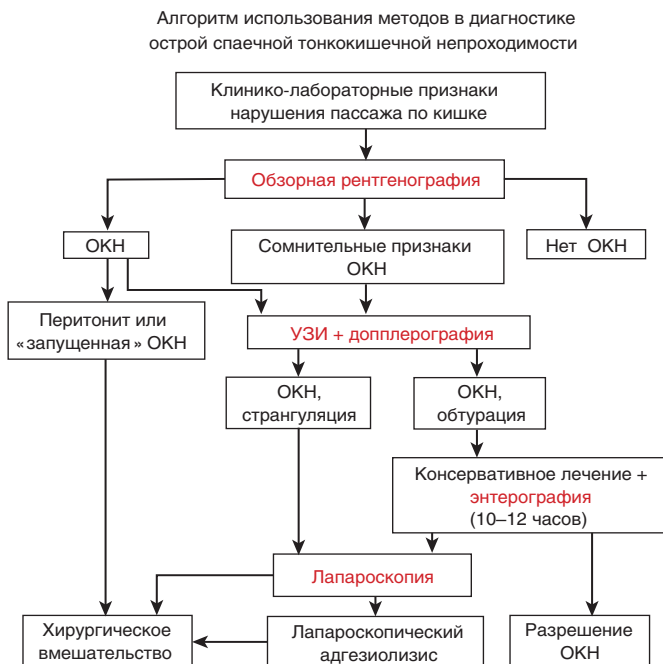 Алгоритм использования методов в диагностике
острой спаечной тонкокишечной непроходимости
Клинико-лабораторные признаки
нарушения пассажа по кишке
Обзорная рентгенография
ОКН
Сомнительные признаки
ОКН
Нет ОКН
Перитонит или
«запущенная» ОКН
УЗИ + допплерография
ОКН,
странгуляция
ОКН,
обтурация
Консервативное лечение +
энтерография
(10–12 часов)
Лапароскопия
Хирургическое
вмешательство
Лапароскопический
адгезиолизис
Разрешение
ОКН